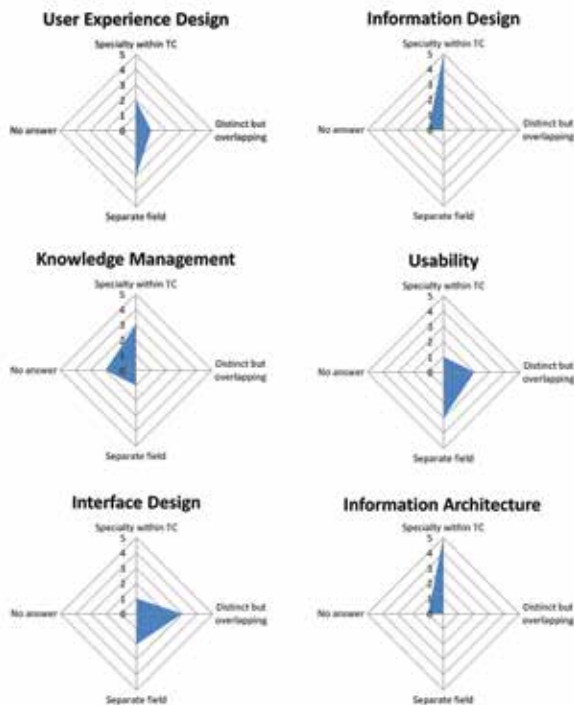 User Experience Design
Specialty within TC
5
4
3
2
1
0
No answer
Distinct but
overlapping
Separate field
Information Design
Specialty within TC
5
4
3
2
1
0
No answer
Distinct but
overlapping
Separate field
Knowledge Management
Specialty within TC
5
4
3
2
1
0
No answer
Distinct but
overlapping
Separate field
Usability
Specialty within TC
5
4
3
2
1
0
No answer
Distinct but
overlapping
Separate field
Interface Design
Specialty within TC
5
4
3
2
1
0
No answer
Distinct but
overlapping
Separate field
Information Architecture
Specialty within TC
5
4
3
2
1
0
No answer
Distinct but
overlapping
Separate field